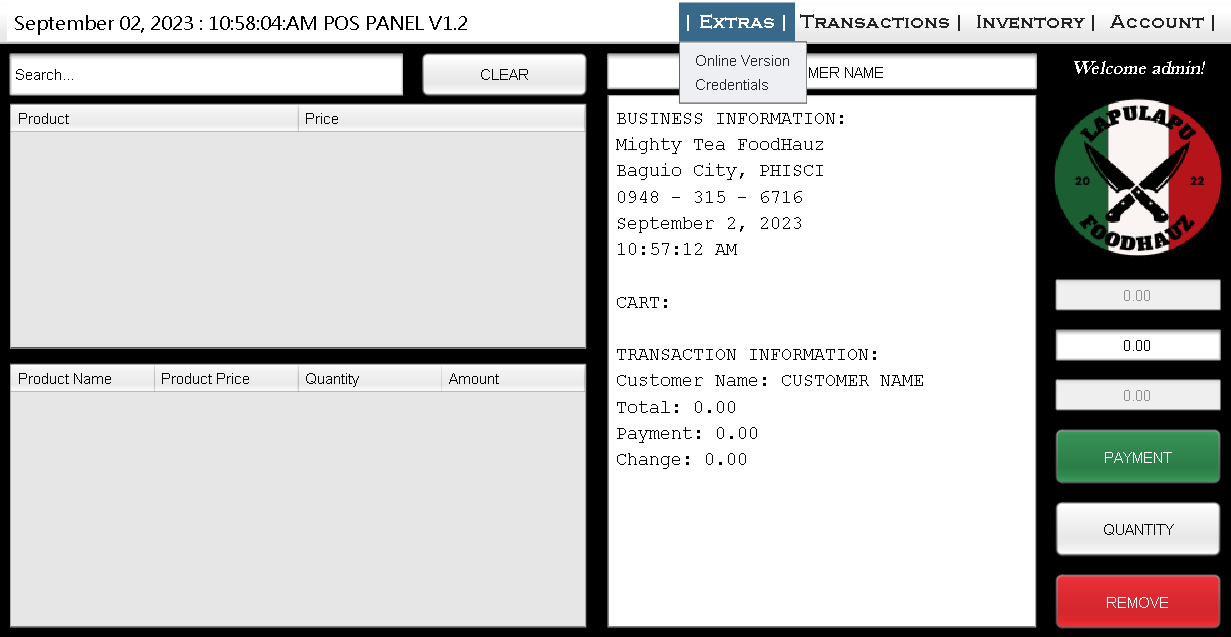 September 02, 2023 : 10:58:04:AM POS PANEL V1.2
| EXTRAS | TRANSACTIONS | INVENTORY | ACCOUNT |
Online Version
Credentials
Search...
CLEAR
MER NAME
Welcome admin!
Product Price
BUSINESS INFORMATION:
Mighty Tea FoodHauz
Baguio City, PHISCI
0948 - 315 - 6716
September 2, 2023
10:57:12 AM
CART:
TRANSACTION INFORMATION:
Customer Name: CUSTOMER NAME
Total: 0.00
Payment: 0.00
Change: 0.00
Product Name Product Price Quantity Amount
LAPULAPU
20 22
FOODHAUZ
0.00
0.00
0.00
PAYMENT
QUANTITY
REMOVE